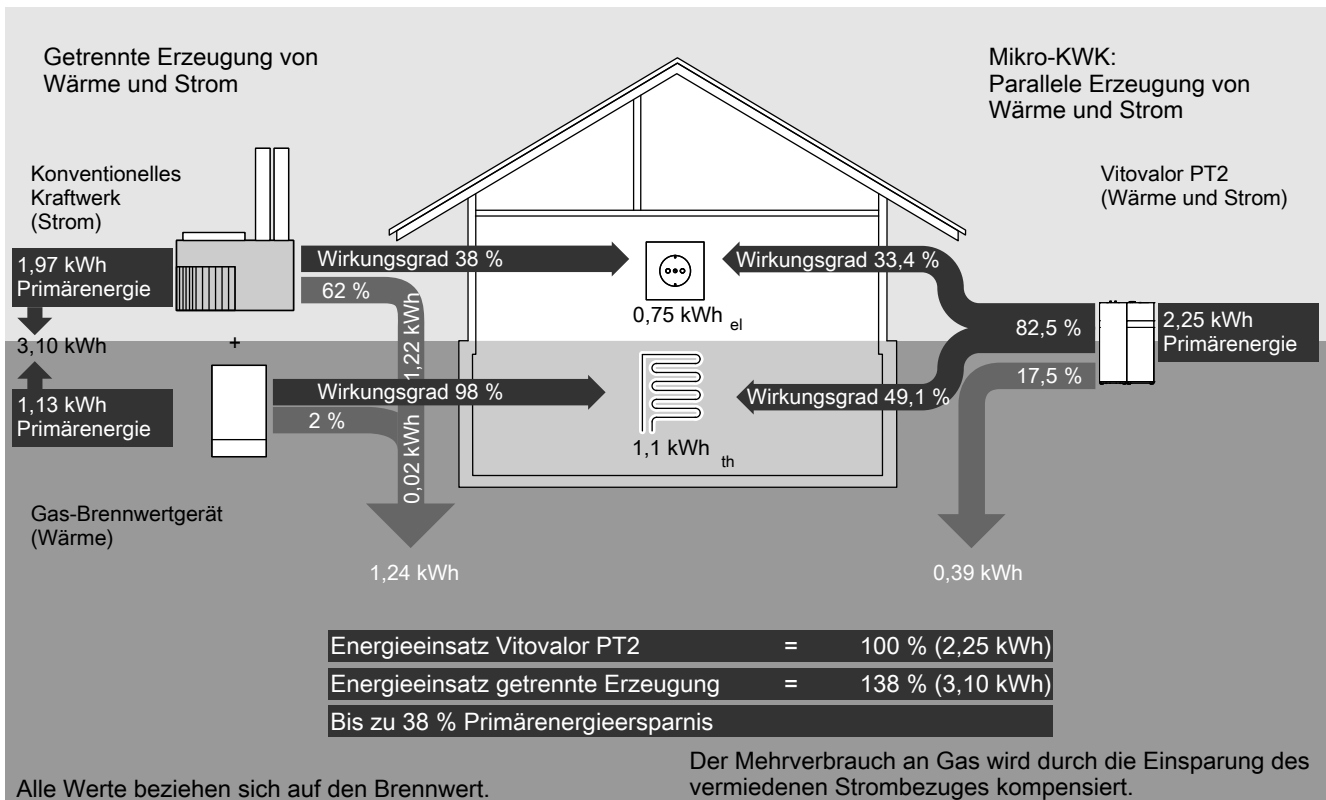 Getrennte Erzeugung von
Wärme und Strom
Mikro-KWK:
Parallele Erzeugung von
Wärme und Strom
Konventionelles
Kraftwerk
(Strom)
Vitovalor PT2
(Wärme und Strom)
1,97 kWh
Primärenergie
Wirkungsgrad 38 %
62 %
1,22 kWh
0,75 kWh el
Wirkungsgrad 33,4 %
82,5 %
2,25 kWh
Primärenergie
3,10 kWh
+
1,13 kWh
Primärenergie
Wirkungsgrad 98 %
2 %
0,02 kWh
1,1 kWh th
Wirkungsgrad 49,1 %
17,5 %
Gas-Brennwertgerät
(Wärme)
1,24 kWh
0,39 kWh
Energieeinsatz Vitovalor PT2 = 100 % (2,25 kWh)
Energieeinsatz getrennte Erzeugung = 138 % (3,10 kWh)
Bis zu 38 % Primärenergieersparnis
Alle Werte beziehen sich auf den Brennwert.
Der Mehrverbrauch an Gas wird durch die Einsparung des
vermiedenen Strombezuges kompensiert.